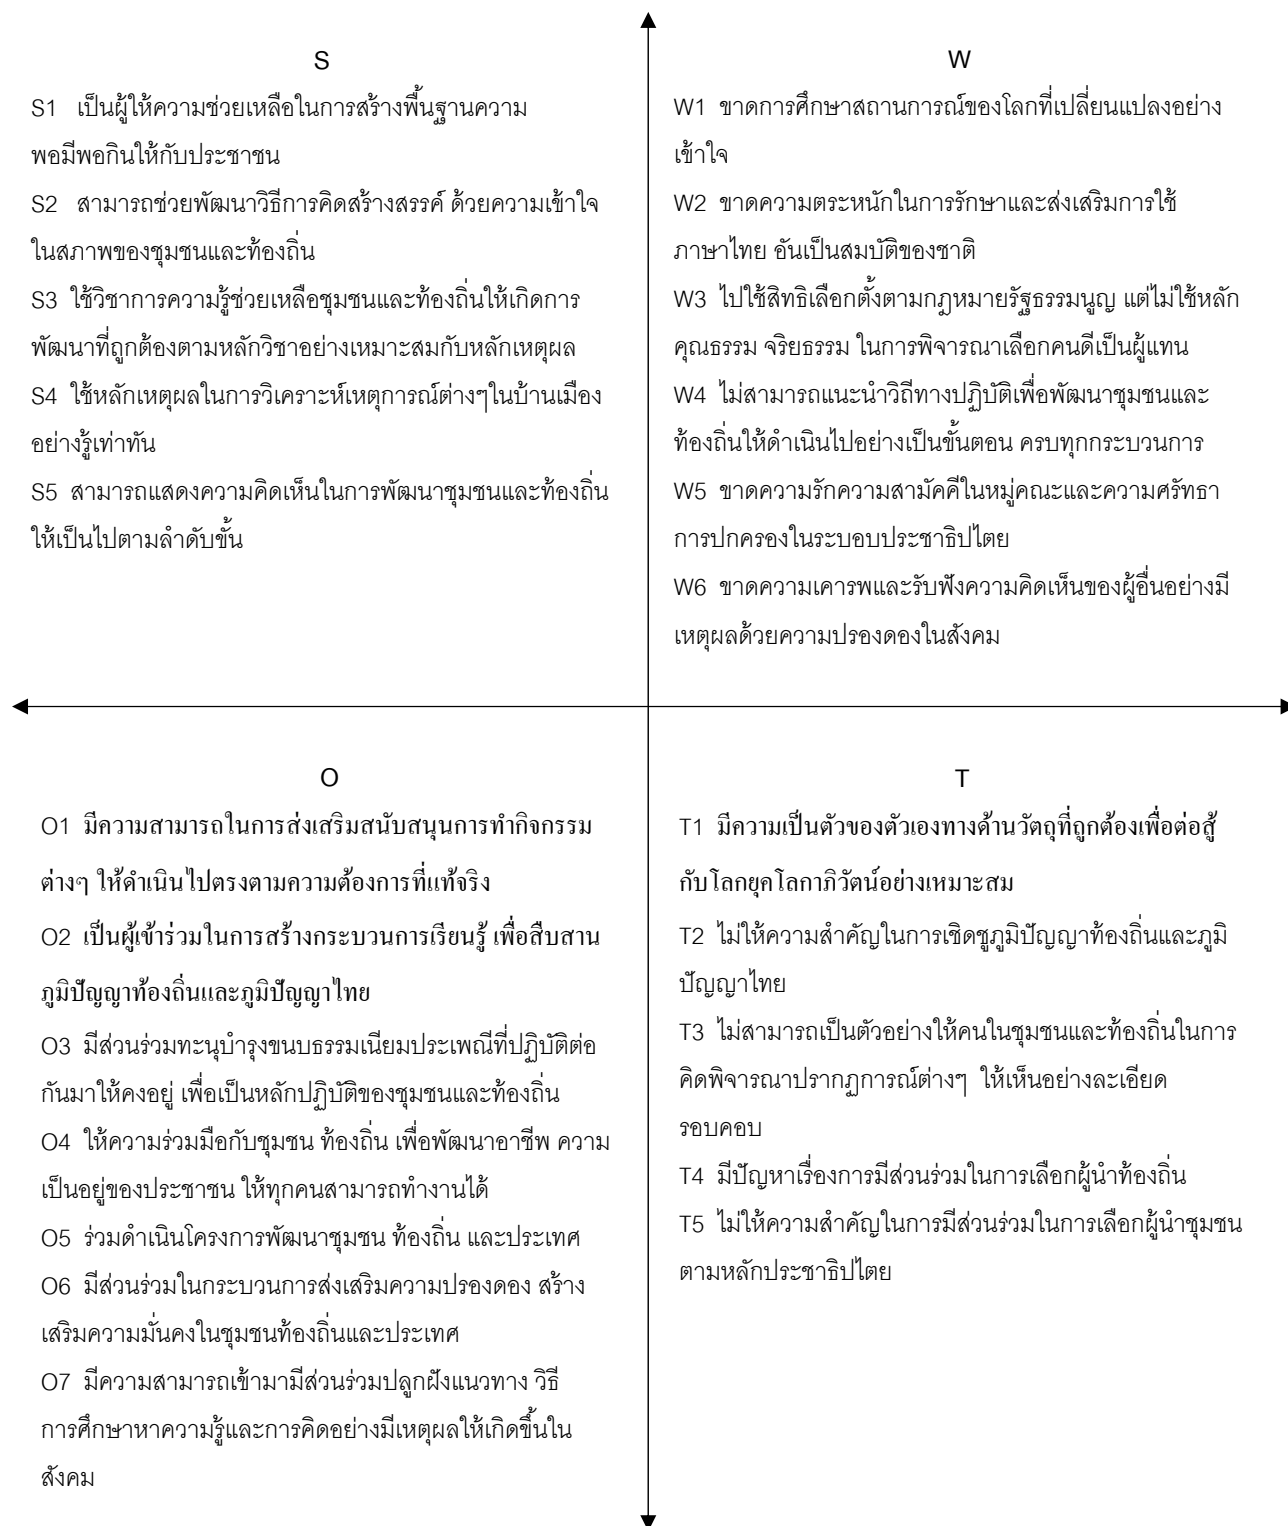 S
S1 เป็นผู้ให้ความช่วยเหลือในการสร้างพื้นฐานความ
พอมีพอกินให้กับประชาชน
S2 สามารถช่วยพัฒนาวิธีการคิดสร้างสรรค์ ด้วยความเข้าใจ
ในสภาพของชุมชนและท้องถิ่น
S3 ใช้วิชาการความรู้ช่วยเหลือชุมชนและท้องถิ่นให้เกิดการ
พัฒนาที่ถูกต้องตามหลักวิชาอย่างเหมาะสมกับหลักเหตุผล
S4 ใช้หลักเหตุผลในการวิเคราะห์เหตุการณ์ต่างๆในบ้านเมือง
อย่างรู้เท่าทัน
S5 สามารถแสดงความคิดเห็นในการพัฒนาชุมชนและท้องถิ่น
ให้เป็นไปตามลำดับขั้น
W
W1 ขาดการศึกษาสถานการณ์ของโลกที่เปลี่ยนแปลงอย่าง
เข้าใจ
W2 ขาดความตระหนักในการรักษาและส่งเสริมการใช้
ภาษาไทย อันเป็นสมบัติของชาติ
W3 ไปใช้สิทธิเลือกตั้งตามกฎหมายรัฐธรรมนูญ แต่ไม่ใช้หลัก
คุณธรรม จริยธรรม ในการพิจารณาเลือกคนดีเป็นผู้แทน
W4 ไม่สามารถแนะนำวิถีทางปฏิบัติเพื่อพัฒนาชุมชนและ
ท้องถิ่นให้ดำเนินไปอย่างเป็นขั้นตอน ครบทุกกระบวนการ
W5 ขาดความรักความสามัคคีในหมู่คณะและความศรัทธา
การปกครองในระบอบประชาธิปไตย
W6 ขาดความเคารพและรับฟังความคิดเห็นของผู้อื่นอย่างมี
เหตุผลด้วยความปรองดองในสังคม
O
O1 มีความสามารถในการส่งเสริมสนับสนุนการทำกิจกรรม
ต่างๆ ให้ดำเนินไปตรงตามความต้องการที่แท้จริง
O2 เป็นผู้เข้าร่วมในการสร้างกระบวนการเรียนรู้ เพื่อสืบสาน
ภูมิปัญญาท้องถิ่นและภูมิปัญญาไทย
O3 มีส่วนร่วมทะนุบำรุงขนบธรรมเนียมประเพณีที่ปฏิบัติต่อ
กันมาให้คงอยู่ เพื่อเป็นหลักปฏิบัติของชุมชนและท้องถิ่น
O4 ให้ความร่วมมือกับชุมชน ท้องถิ่น เพื่อพัฒนาอาชีพ ความ
เป็นอยู่ของประชาชน ให้ทุกคนสามารถทำงานได้
O5 ร่วมดำเนินโครงการพัฒนาชุมชน ท้องถิ่น และประเทศ
O6 มีส่วนร่วมในกระบวนการส่งเสริมความปรองดอง สร้าง
เสริมความมั่นคงในชุมชนท้องถิ่นและประเทศ
O7 มีความสามารถเข้ามามีส่วนร่วมปลูกฝังแนวทาง วิธี
การศึกษาหาความรู้และการคิดอย่างมีเหตุผลให้เกิดขึ้นใน
สังคม
T
T1 มีความเป็นตัวของตัวเองทางด้านวัตถุที่ถูกต้องเพื่อต่อสู้
กับโลกยุคโลกาภิวัตน์อย่างเหมาะสม
T2 ไม่ให้ความสำคัญในการเชิดชูภูมิปัญญาท้องถิ่นและภูมิ
ปัญญาไทย
T3 ไม่สามารถเป็นตัวอย่างให้คนในชุมชนและท้องถิ่นในการ
คิดพิจารณาปรากฏการณ์ต่างๆ ให้เห็นอย่างละเอียด
รอบคอบ
T4 มีปัญหาเรื่องการมีส่วนร่วมในการเลือกผู้นำท้องถิ่น
T5 ไม่ให้ความสำคัญในการมีส่วนร่วมในการเลือกผู้นำชุมชน
ตามหลักประชาธิปไตย